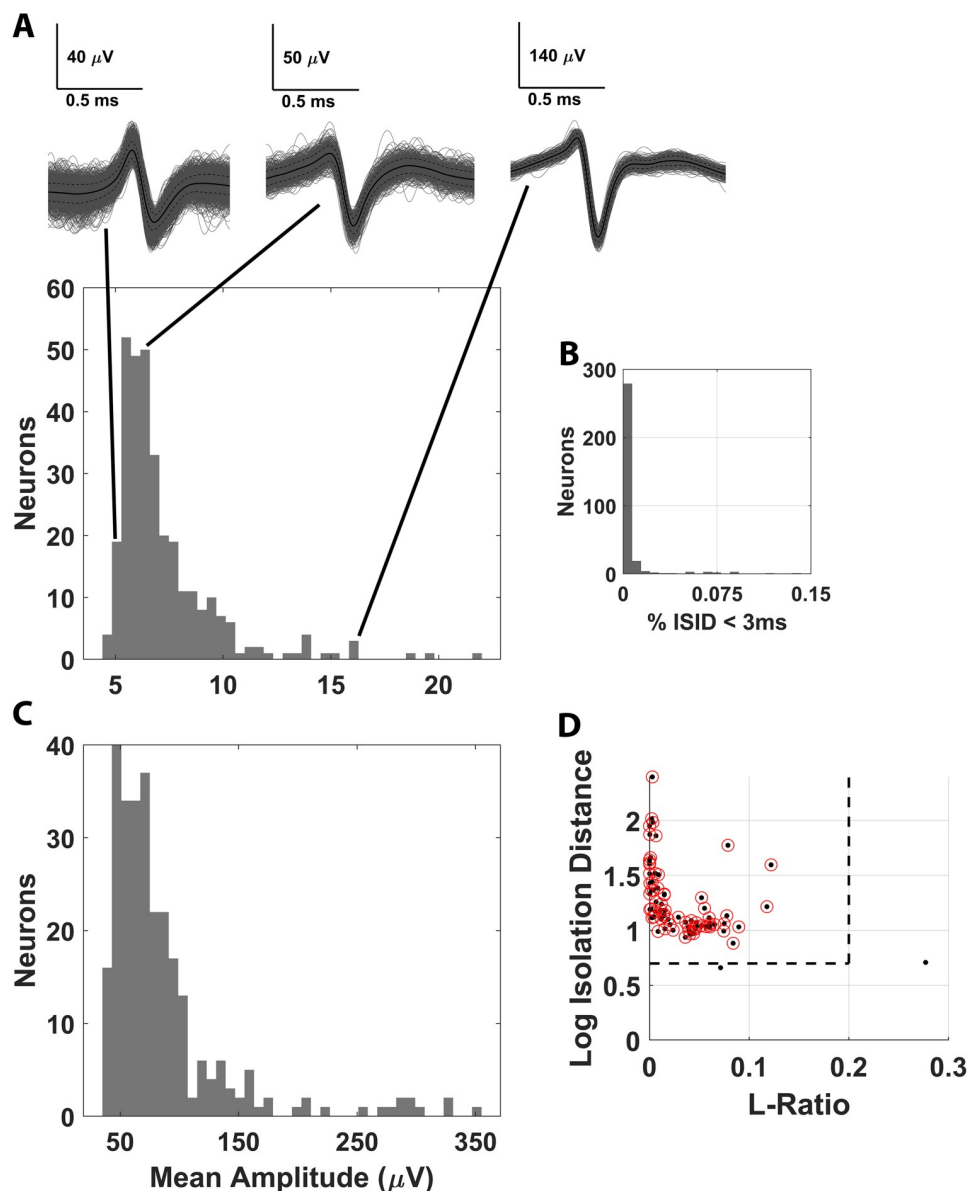 A
40 μV
0.5 ms
50 μV
0.5 ms
140 μV
0.5 ms
60
50
40
30
20
10
0
Neurons
5 10 15 20
B
300
200
100
0
Neurons
0 0.075 0.15
% ISID < 3ms
C
40
30
20
10
0
Neurons
50 150 250 350
Mean Amplitude (μV)
D
2
1.5
1
0.5
0
Log Isolation Distance
0 0.1 0.2 0.3
L-Ratio